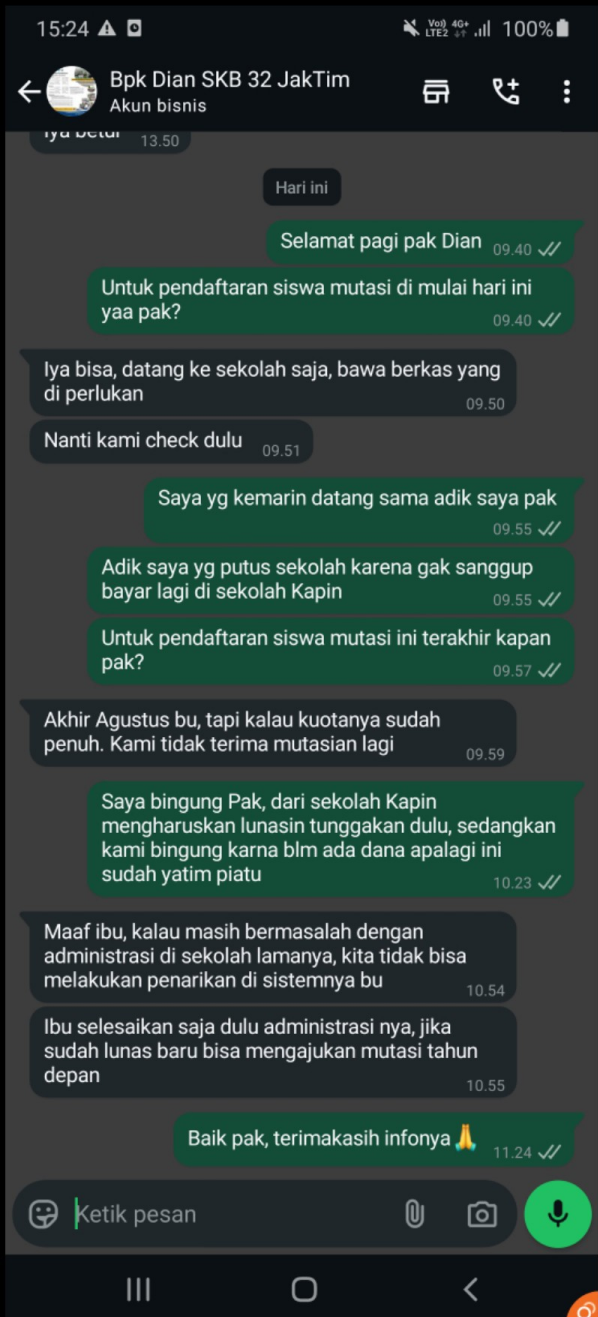 15:24
Voo) 4G+
LTE2
100%
Bpk Dian SKB 32 JakTim
Akun bisnis
Iya betul 13.50
Hari ini
Selamat pagi pak Dian 09.40
Untuk pendaftaran siswa mutasi di mulai hari ini
yaa pak?
09.40
Iya bisa, datang ke sekolah saja, bawa berkas yang
di perlukan
09.50
Nanti kami check dulu 09.51
Saya yg kemarin datang sama adik saya pak
09.55
Adik saya yg putus sekolah karena gak sanggup
bayar lagi di sekolah Kapin
09.55
Untuk pendaftaran siswa mutasi ini terakhir kapan
pak?
09.57
Akhir Agustus bu, tapi kalau kuotanya sudah
penuh. Kami tidak terima mutasian lagi
09.59
Saya bingung Pak, dari sekolah Kapin
mengharuskan lunasin tunggakan dulu, sedangkan
kami bingung karna blm ada dana apalagi ini
sudah yatim piatu
10.23
Maaf ibu, kalau masih bermasalah dengan
administrasi di sekolah lamanya, kita tidak bisa
melakukan penarikan di sistemnya bu
10.54
Ibu selesaikan saja dulu administrasi nya, jika
sudah lunas baru bisa mengajukan mutasi tahun
depan
10.55
Baik pak, terimakasih infonya 🙏 11.24
Ketik pesan